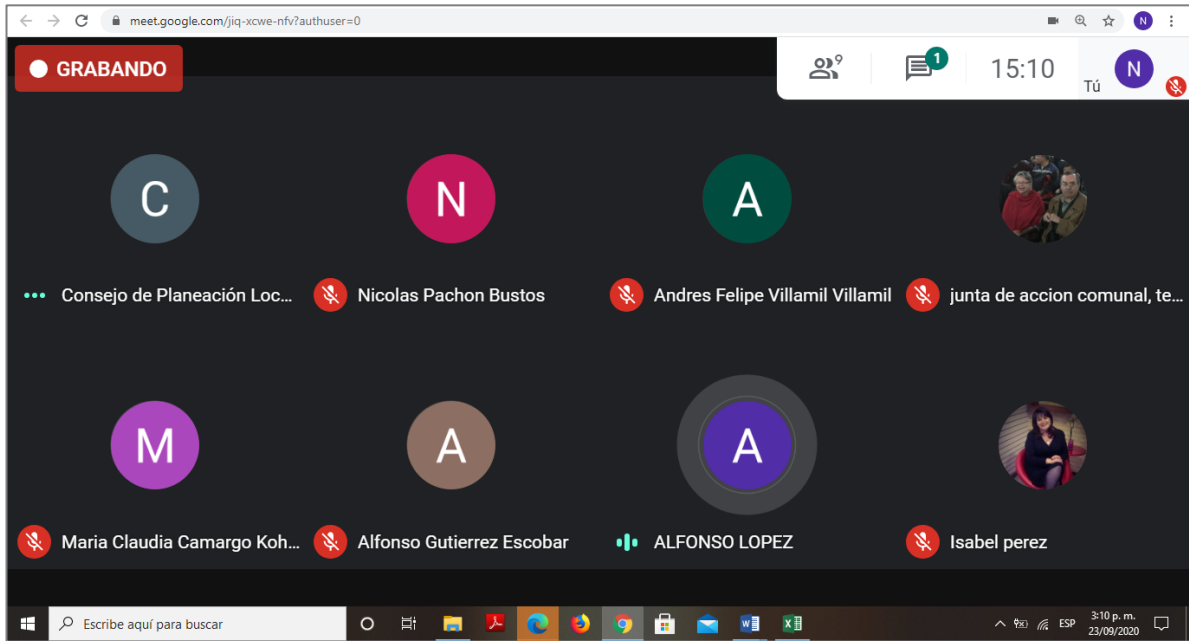 meet.google.com/jiq-xcwe-nfv?authuser=0
N
GRABANDO
9
1
15:10
Tú
N
C
N
A
Consejo de Planeación Loc...
Nicolas Pachon Bustos
Andres Felipe Villamil Villamil
junta de accion comunal, te...
M
A
A
Maria Claudia Camargo Koh...
Alfonso Gutierrez Escobar
ALFONSO LOPEZ
Isabel perez
Escribe aquí para buscar
ESP
3:10 p. m.
23/09/2020